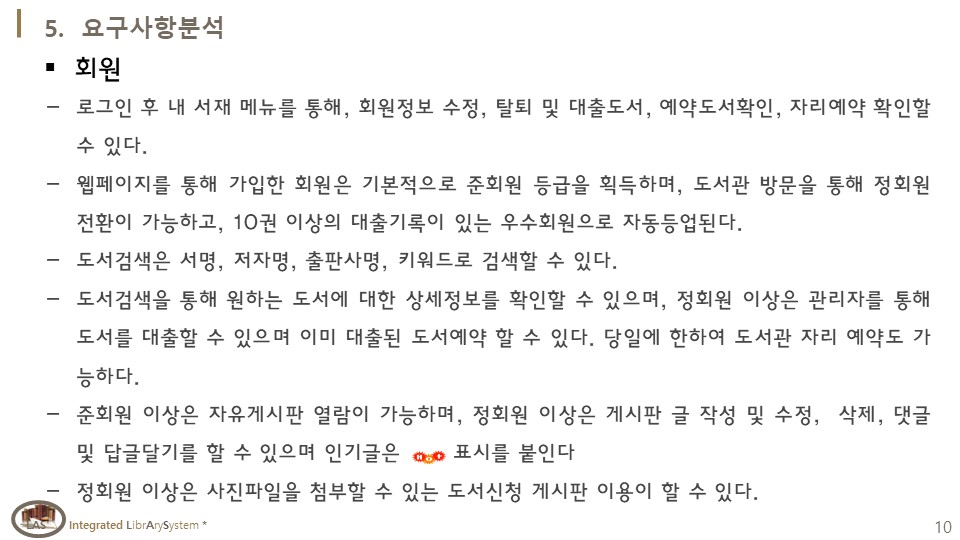 5. 요구사항분석
▪ 회원
– 로그인 후 내 서재 메뉴를 통해, 회원정보 수정, 탈퇴 및 대출도서, 예약도서확인, 자리예약 확인할
수 있다.
– 웹페이지를 통해 가입한 회원은 기본적으로 준회원 등급을 획득하며, 도서관 방문을 통해 정회원
전환이 가능하고, 10권 이상의 대출기록이 있는 우수회원으로 자동등업된다.
– 도서검색은 서명, 저자명, 출판사명, 키워드로 검색할 수 있다.
– 도서검색을 통해 원하는 도서에 대한 상세정보를 확인할 수 있으며, 정회원 이상은 관리자를 통해
도서를 대출할 수 있으며 이미 대출된 도서예약 할 수 있다. 당일에 한하여 도서관 자리 예약도 가
능하다.
– 준회원 이상은 자유게시판 열람이 가능하며, 정회원 이상은 게시판 글 작성 및 수정, 삭제, 댓글
및 답글달기를 할 수 있으며 인기글은 HOT 표시를 붙인다
– 정회원 이상은 사진파일을 첨부할 수 있는 도서신청 게시판 이용이 할 수 있다.
LAS Integrated LibrArySystem *
10